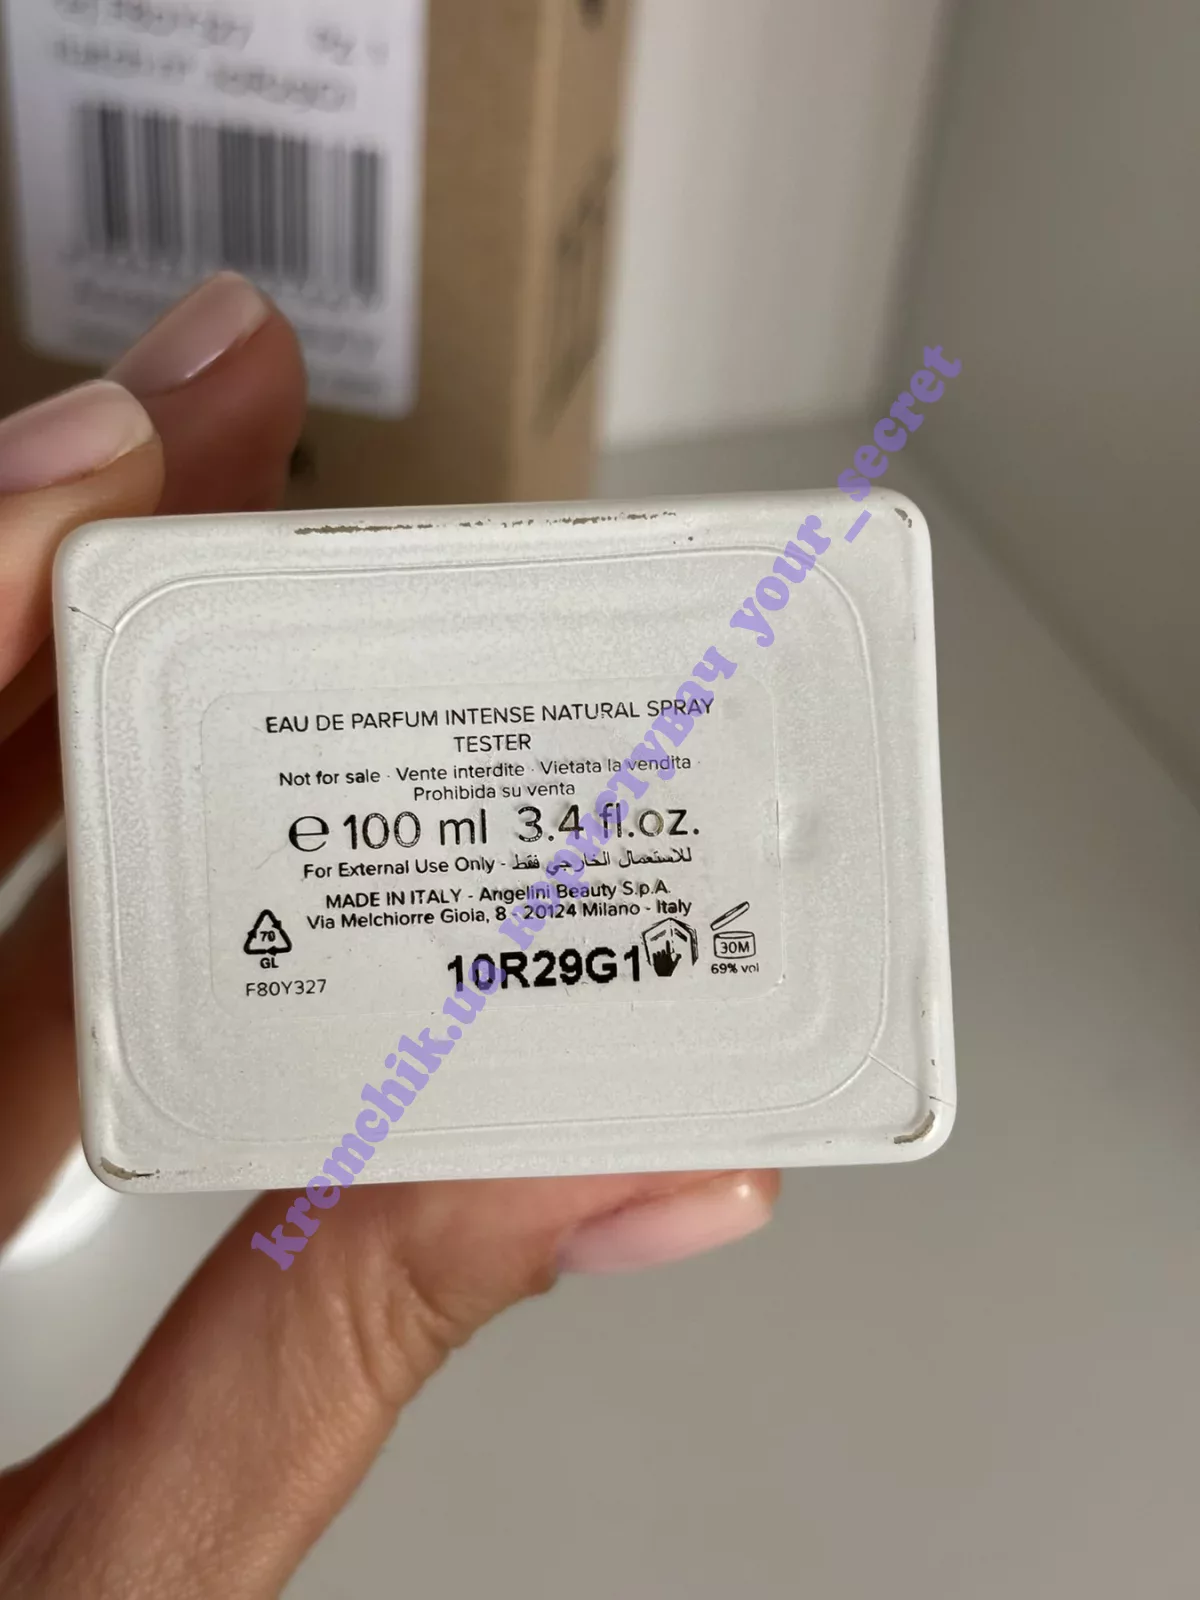 EAU DE PARFUM INTENSE NATURAL SPRAY
TESTER
Not for sale · Vente interdite · Vietata la vendita ·
Prohibida su venta
℮ 100 ml 3.4 fl.oz.
For External Use Only - للاستعمال الخارجي فقط
MADE IN ITALY - Angelini Beauty S.p.A.
Via Melchiorre Gioia, 8 - 20124 Milano - Italy
70
GL
F80Y327
10R29G1
30M
69% vol
kremchik.ua користувач your_secret